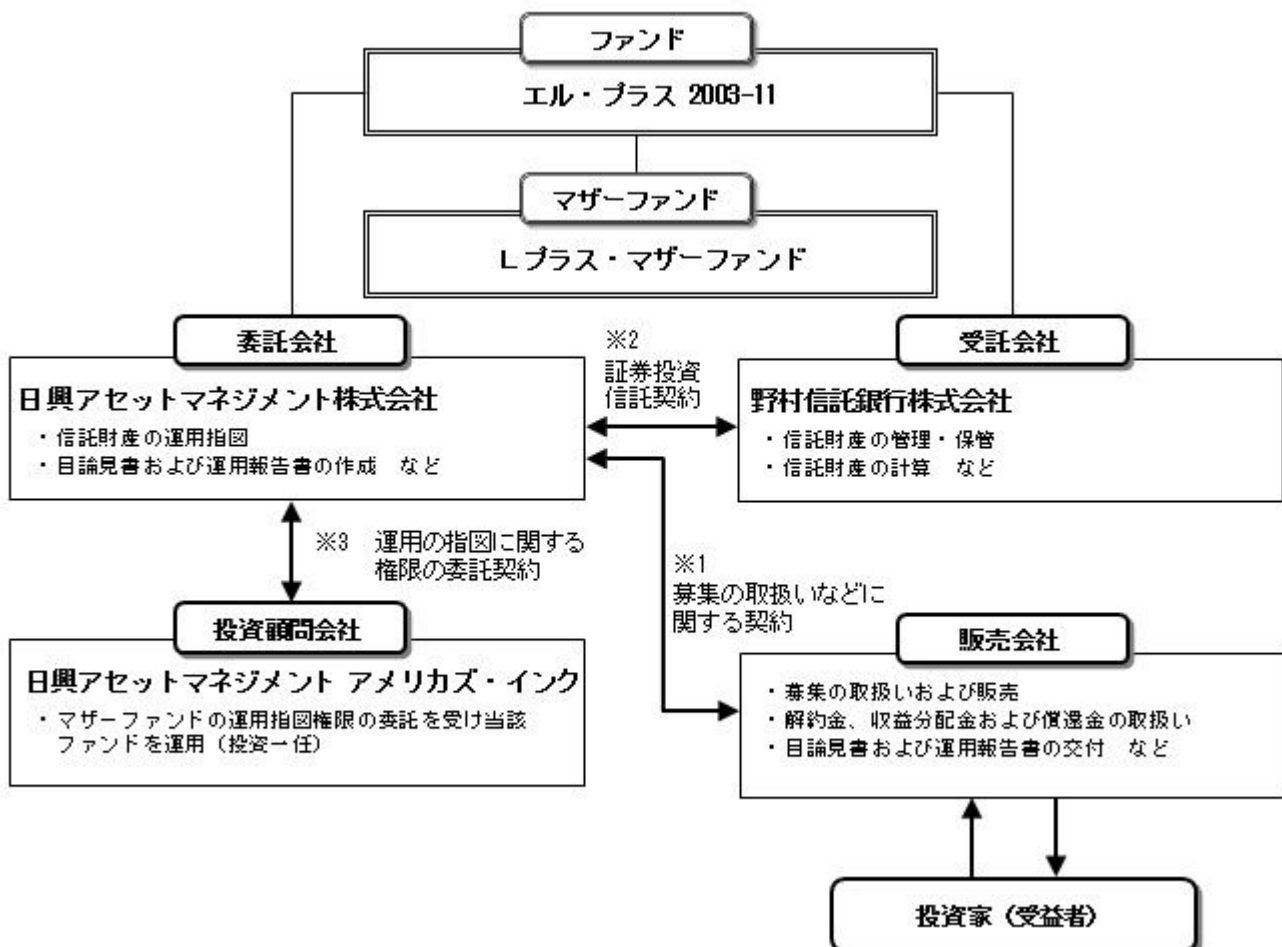 ファンド
エル・プラス 2003-11
マザーファンド
Lプラス・マザーファンド
委託会社
日興アセットマネジメント株式会社
・信託財産の運用指図
・目論見書および運用報告書の作成 など
※2
証券投資
信託契約
受託会社
野村信託銀行株式会社
・信託財産の管理・保管
・信託財産の計算 など
※3 運用の指図に関する
権限の委託契約
※1
募集の取扱いなどに
関する契約
投資顧問会社
日興アセットマネジメント アメリカズ・インク
・マザーファンドの運用指図権限の委託を受け当該
ファンドを運用(投資一任)
販売会社
・募集の取扱いおよび販売
・解約金、収益分配金および償還金の取扱い
・目論見書および運用報告書の交付 など
投資家(受益者)